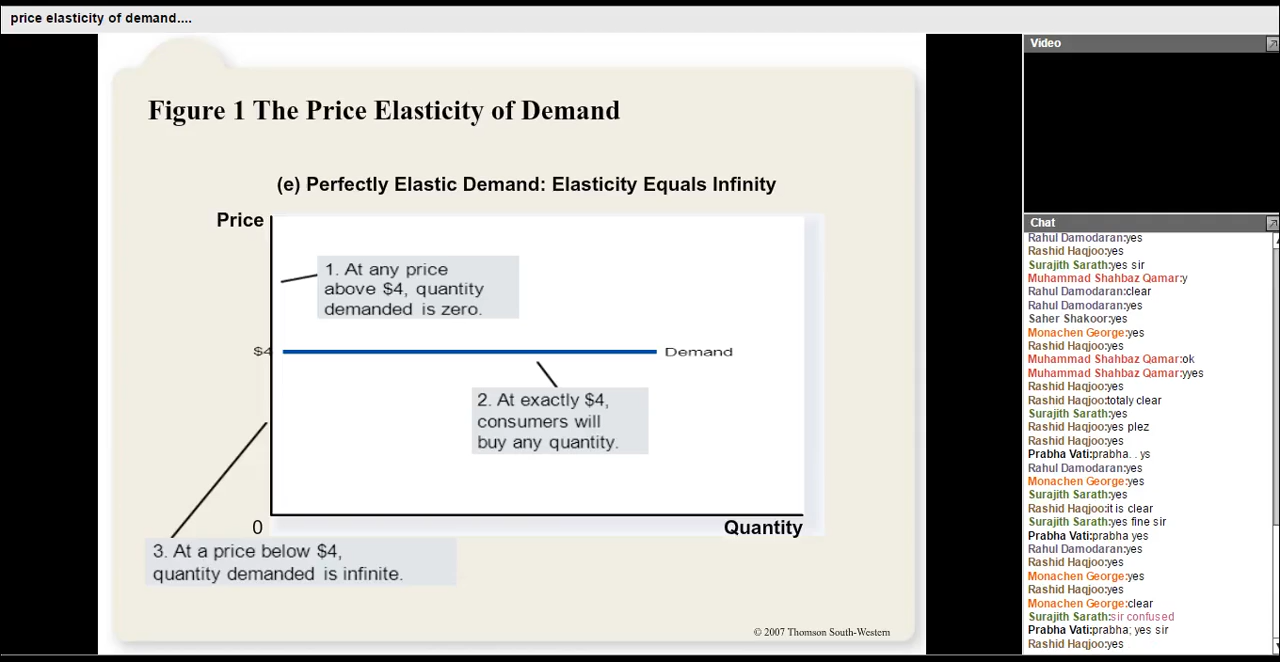 price elasticity of demand....
Figure 1 The Price Elasticity of Demand
(e) Perfectly Elastic Demand: Elasticity Equals Infinity
Price
1. At any price
above $4, quantity
demanded is zero.
$4
Demand
2. At exactly $4,
consumers will
buy any quantity.
0
Quantity
3. At a price below $4,
quantity demanded is infinite.
© 2007 Thomson South-Western
Video
Chat
Rahul Damodaran:yes
Rashid Haqjoo:yes
Surajith Sarath:yes sir
Muhammad Shahbaz Qamar:y
Rahul Damodaran:clear
Rahul Damodaran:yes
Saher Shakoor:yes
Monachen George:yes
Rashid Haqjoo:yes
Muhammad Shahbaz Qamar:ok
Muhammad Shahbaz Qamar:yyes
Rashid Haqjoo:yes
Rashid Haqjoo:totaly clear
Surajith Sarath:yes
Rashid Haqjoo:yes plez
Rashid Haqjoo:yes
Prabha Vati:prabha. . ys
Rahul Damodaran:yes
Monachen George:yes
Surajith Sarath:yes
Rashid Haqjoo:it is clear
Surajith Sarath:yes fine sir
Prabha Vati:prabha yes
Rahul Damodaran:yes
Rashid Haqjoo:yes
Monachen George:yes
Rashid Haqjoo:yes
Monachen George:clear
Surajith Sarath:sir confused
Prabha Vati:prabha; yes sir
Rashid Haqjoo:yes